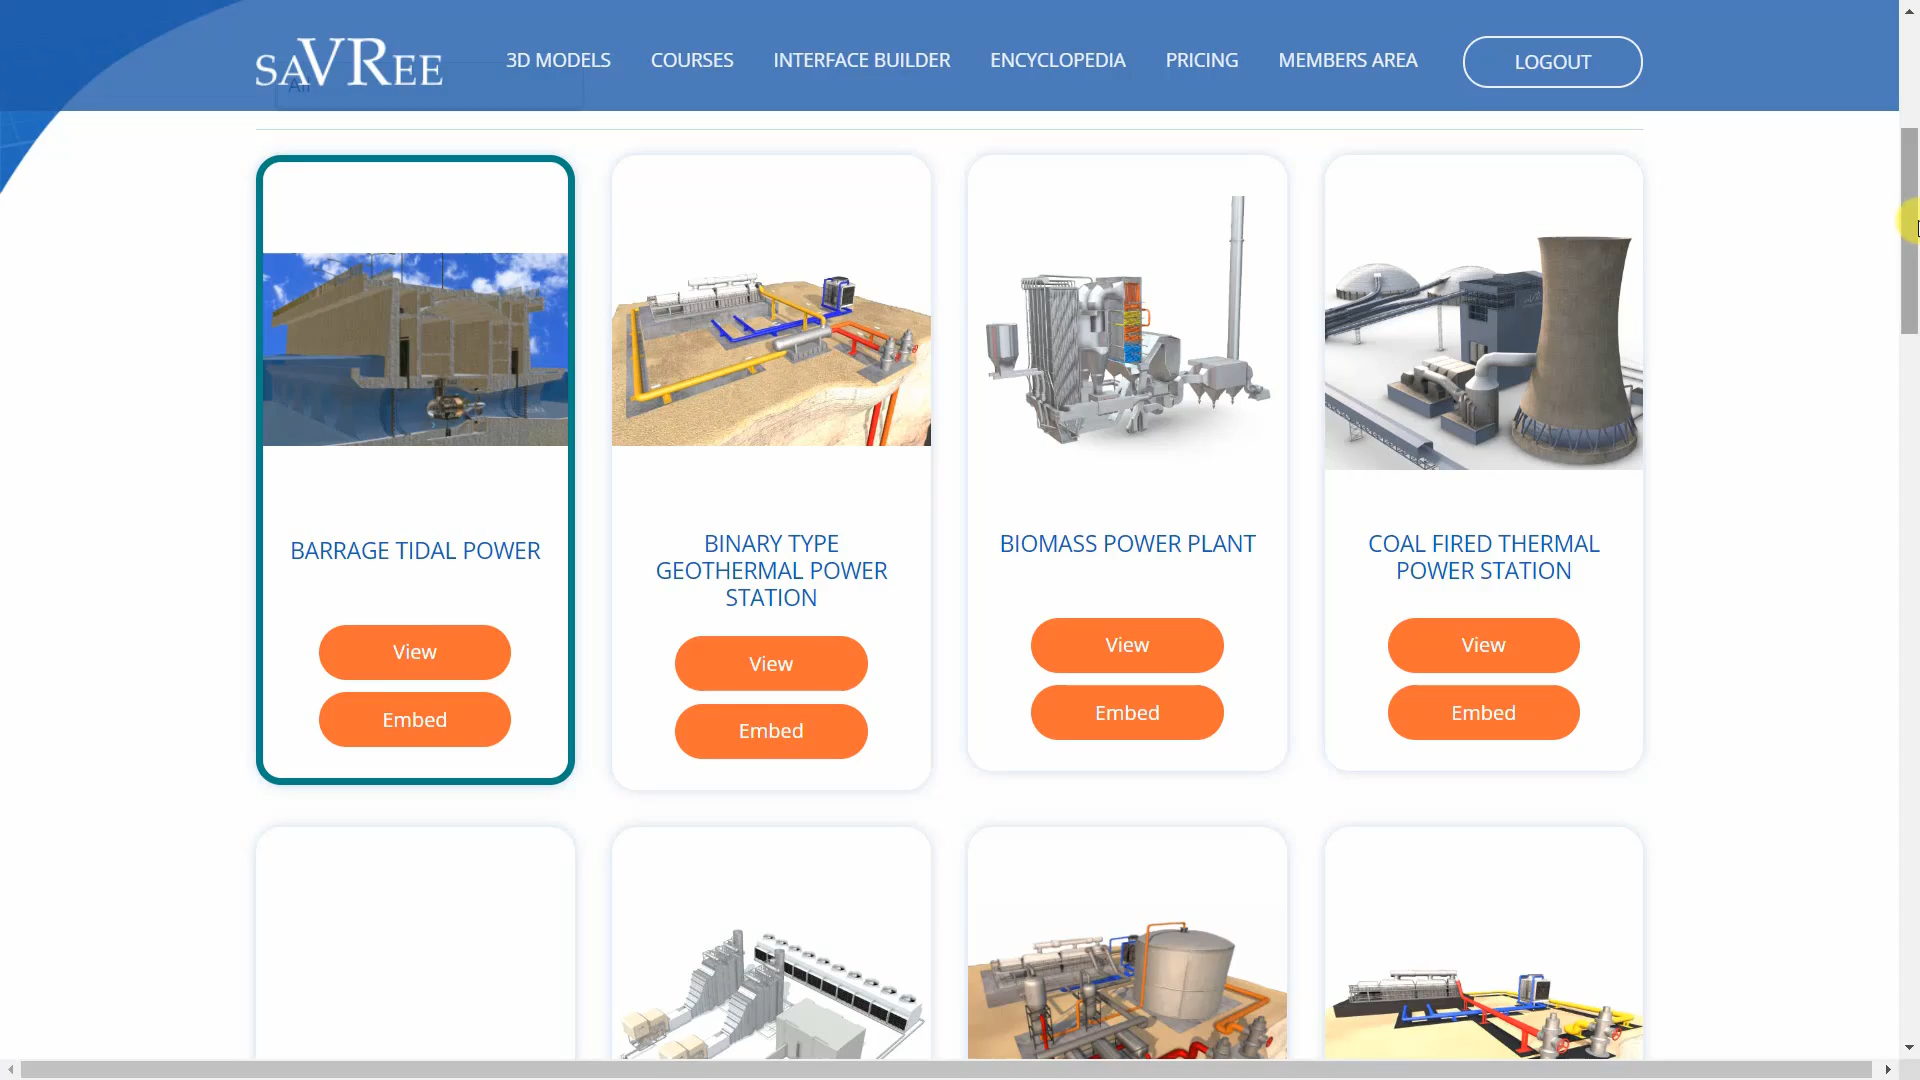 saVRee
3D MODELS
COURSES
INTERFACE BUILDER
ENCYCLOPEDIA
PRICING
MEMBERS AREA
LOGOUT
All
BARRAGE TIDAL POWER
View
Embed
BINARY TYPE
GEOTHERMAL POWER
STATION
View
Embed
BIOMASS POWER PLANT
View
Embed
COAL FIRED THERMAL
POWER STATION
View
Embed